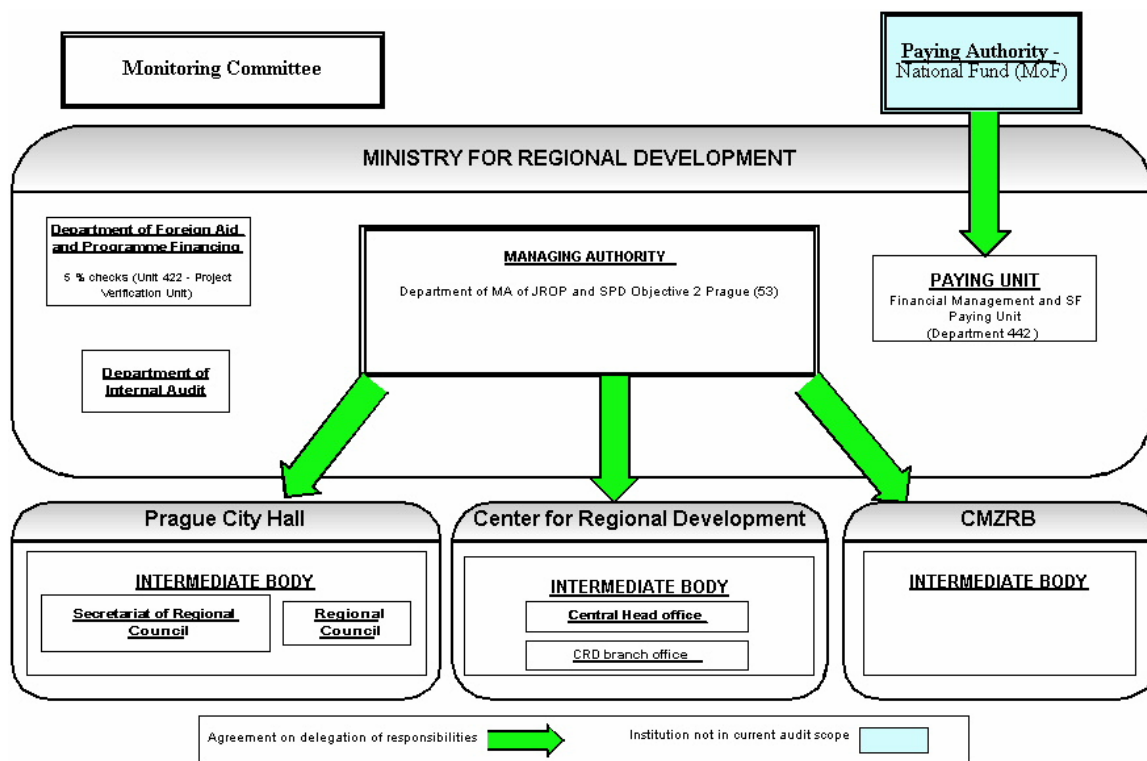 Monitoring Committee
Paying Authority -
National Fund (MoF)
MINISTRY FOR REGIONAL DEVELOPMENT
Department of Foreign Aid
and Programme Financing
5 % checks (Unit 422 - Project
Verification Unit)
Department of
Internal Audit
MANAGING AUTHORITY
Department of MA of JROP and SPD Objective 2 Prague (53)
PAYING UNIT
Financial Management and SF
Paying Unit
(Department 442 )
Prague City Hall
INTERMEDIATE BODY
Secretariat of Regional
Council
Regional
Council
Center for Regional Development
INTERMEDIATE BODY
Central Head office
CRD branch office
CMZRB
INTERMEDIATE BODY
Agreement on delegation of responsibilities
Institution not in current audit scope